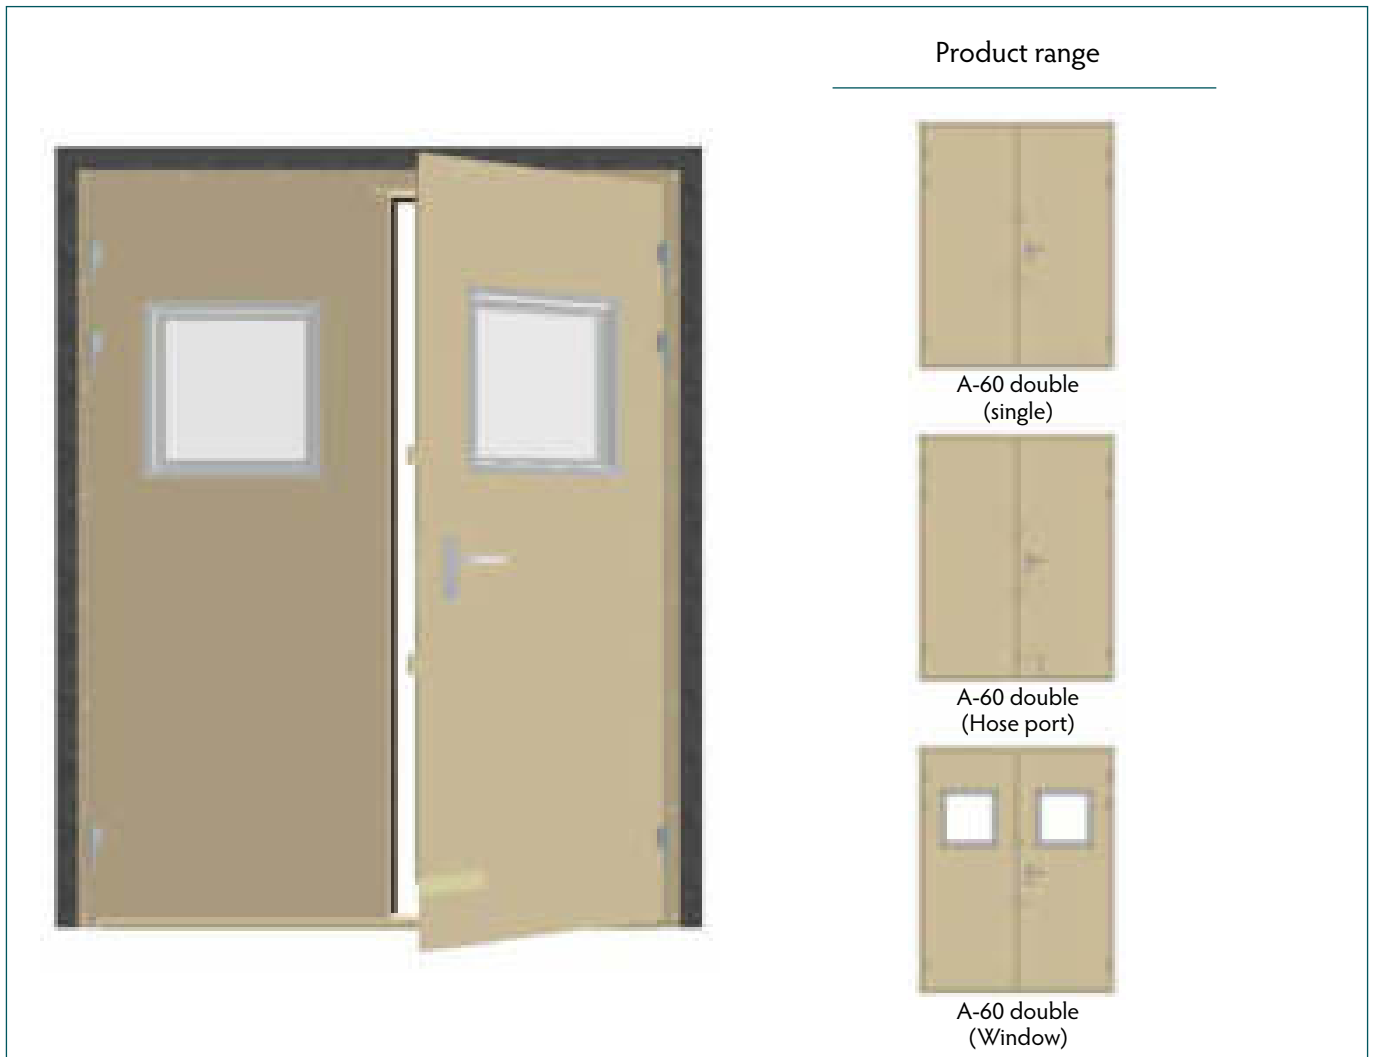 Product range
A-60 double
(single)
A-60 double
(Hose port)
A-60 double
(Window)